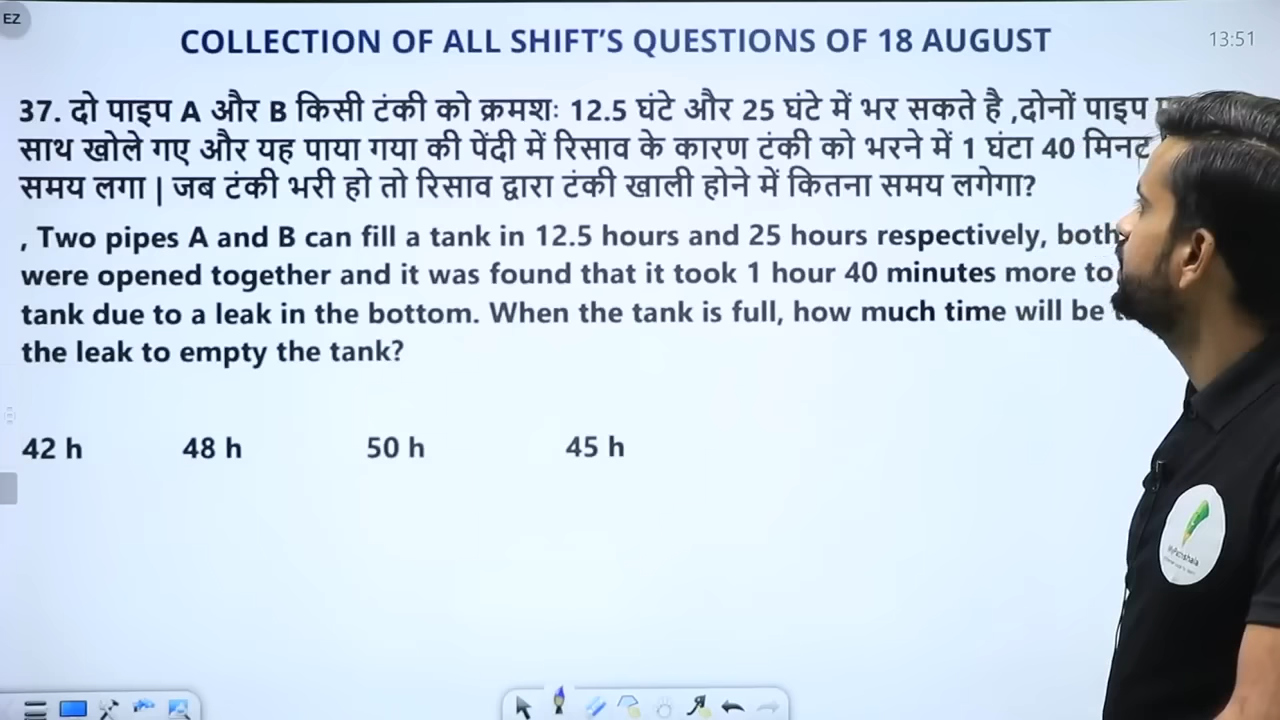 EZ
COLLECTION OF ALL SHIFT'S QUESTIONS OF 18 AUGUST
13:51
37. दो पाइप A और B किसी टंकी को क्रमशः 12.5 घंटे और 25 घंटे में भर सकते है ,दोनों पाइप
साथ खोले गए और यह पाया गया की पेंदी में रिसाव के कारण टंकी को भरने में 1 घंटा 40 मिनट
समय लगा | जब टंकी भरी हो तो रिसाव द्वारा टंकी खाली होने में कितना समय लगेगा?
, Two pipes A and B can fill a tank in 12.5 hours and 25 hours respectively, both
were opened together and it was found that it took 1 hour 40 minutes more to
tank due to a leak in the bottom. When the tank is full, how much time will be
the leak to empty the tank?
42 h 48 h 50 h 45 h
MyPathshala